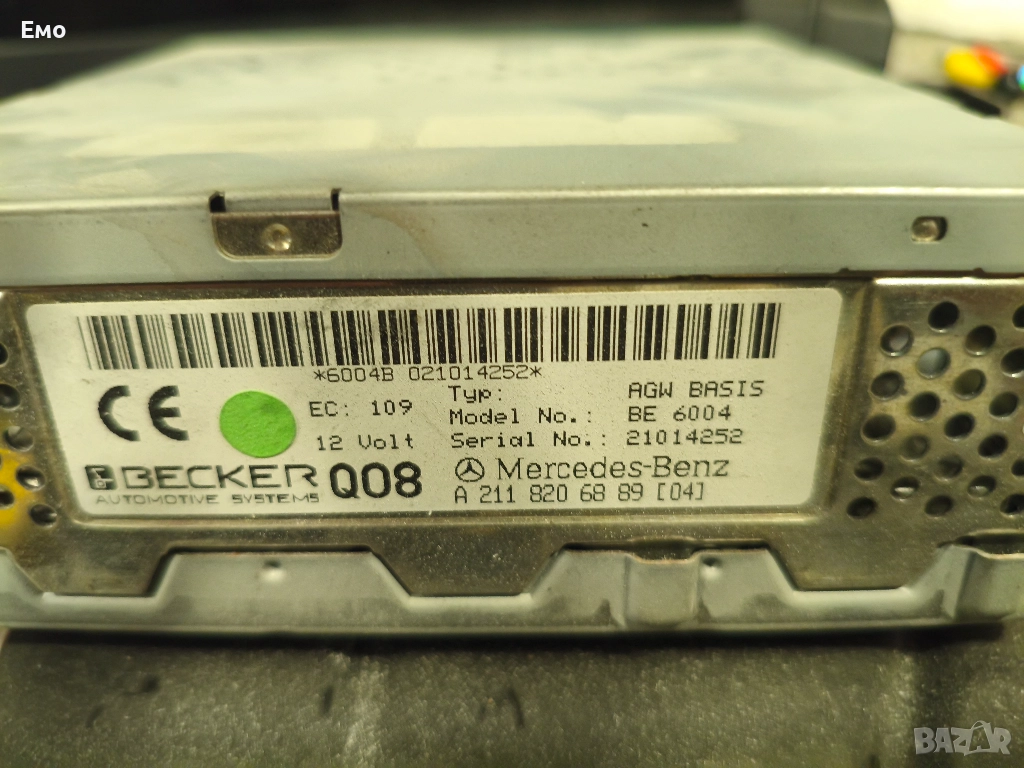 Емо
*6004B 021014252*
CE
EC: 109
12 Volt
Typ: AGW BASIS
Model No.: BE 6004
Serial No.: 21014252
BECKER
AUTOMOTIVE SYSTEMS
Q08
Mercedes-Benz
A 211 820 68 89 [04]
BAZAR